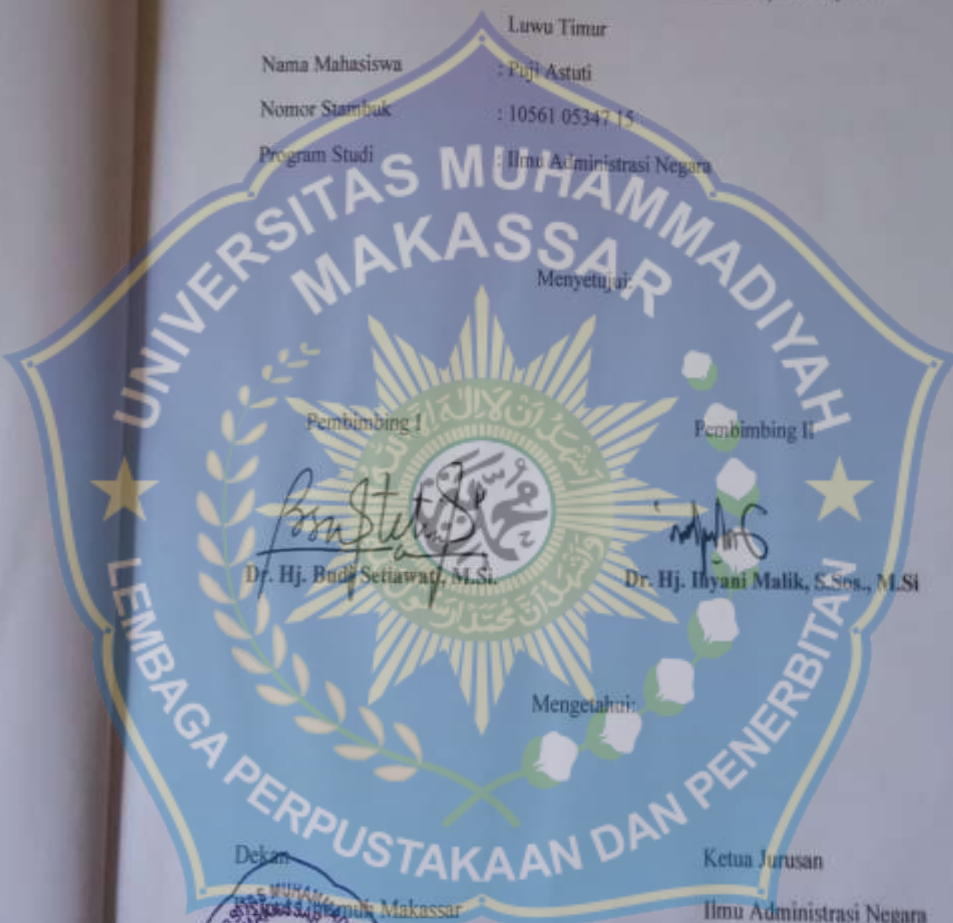 Luwu Timur
Nama Mahasiswa : Puji Astuti
Nomor Stambuk : 10561 05347 15
Program Studi : Ilmu Administrasi Negara
UNIVERSITAS MUHAMMADIYAH
MAKASSAR
Menyetujui:
Pembimbing I Pembimbing II
Dr. Hj. Budi Setiawati, M.Si. Dr. Hj. Ihyani Malik, S.Sos., M.Si
Mengetahui:
LEMBAGA PERPUSTAKAAN DAN PENERBITAN
Dekan Ketua Jurusan
Makassar Ilmu Administrasi Negara